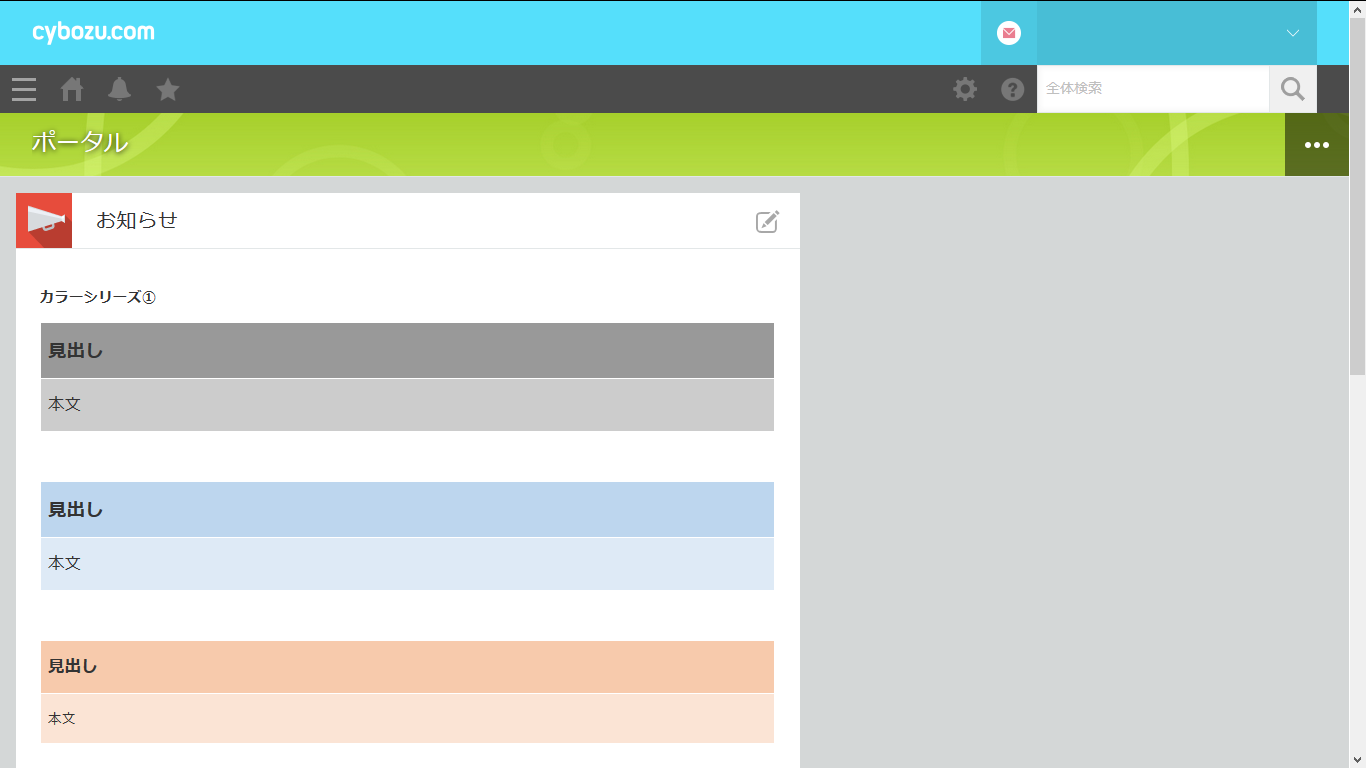 cybozu.com
全体検索
ポータル
お知らせ
カラーシリーズ①
見出し
本文
見出し
本文
見出し
本文